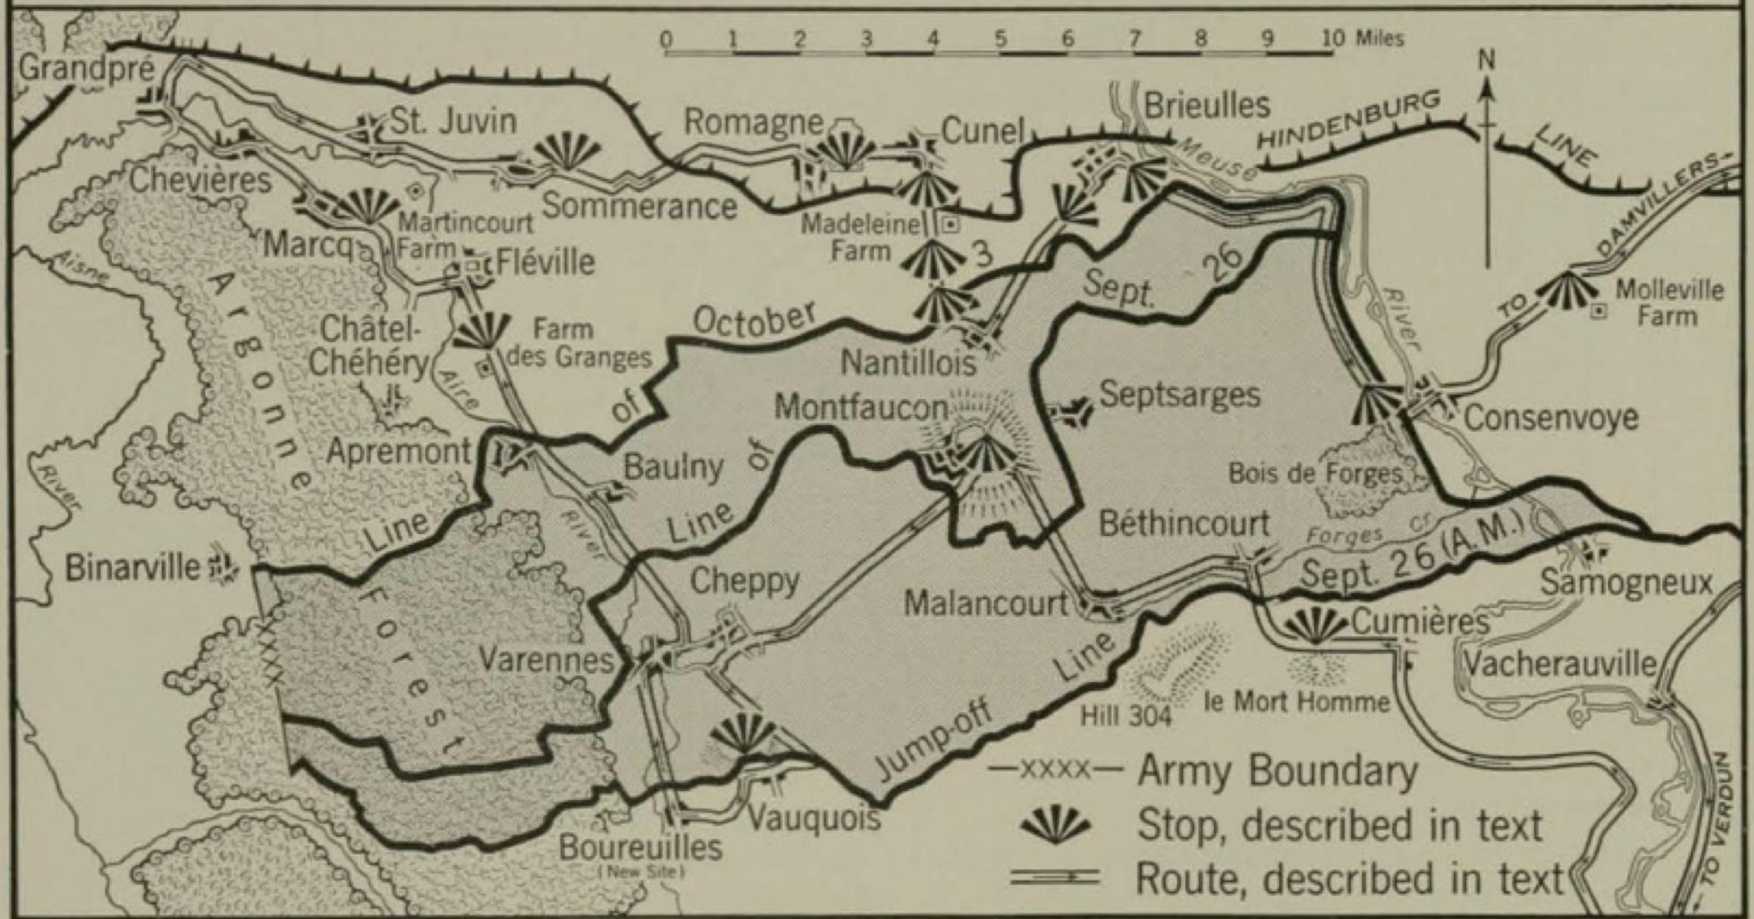 0 1 2 3 4 5 6 7 8 9 10 Miles
N
Grandpré
St. Juvin
Romagne
Cunel
Brieulles
HINDENBURG
LINE
Meuse
Chevières
Sommerance
Martincourt
Farm
Marcq
Fléville
Madeleine
Farm
DAMVILLERS
TO
Aisne
River
Argonne
Forest
Châtel-
Chéhéry
Farm
des Granges
Aire
River
Line of October 3
Nantillois
Montfaucon
Line of Sept. 26
Septsarges
River
Molleville
Farm
Consenvoye
Apremont
Baulny
Bois de Forges
Béthincourt
Forges Cr.
Binarville
Cheppy
Malancourt
Jump-off Line Sept. 26 (A.M.)
Samogneux
Cumières
Varennes
Vacherauville
Hill 304
le Mort Homme
Vauquois
Boureuilles
(New Site)
—XXXX— Army Boundary
Stop, described in text
Route, described in text
TO VERDUN